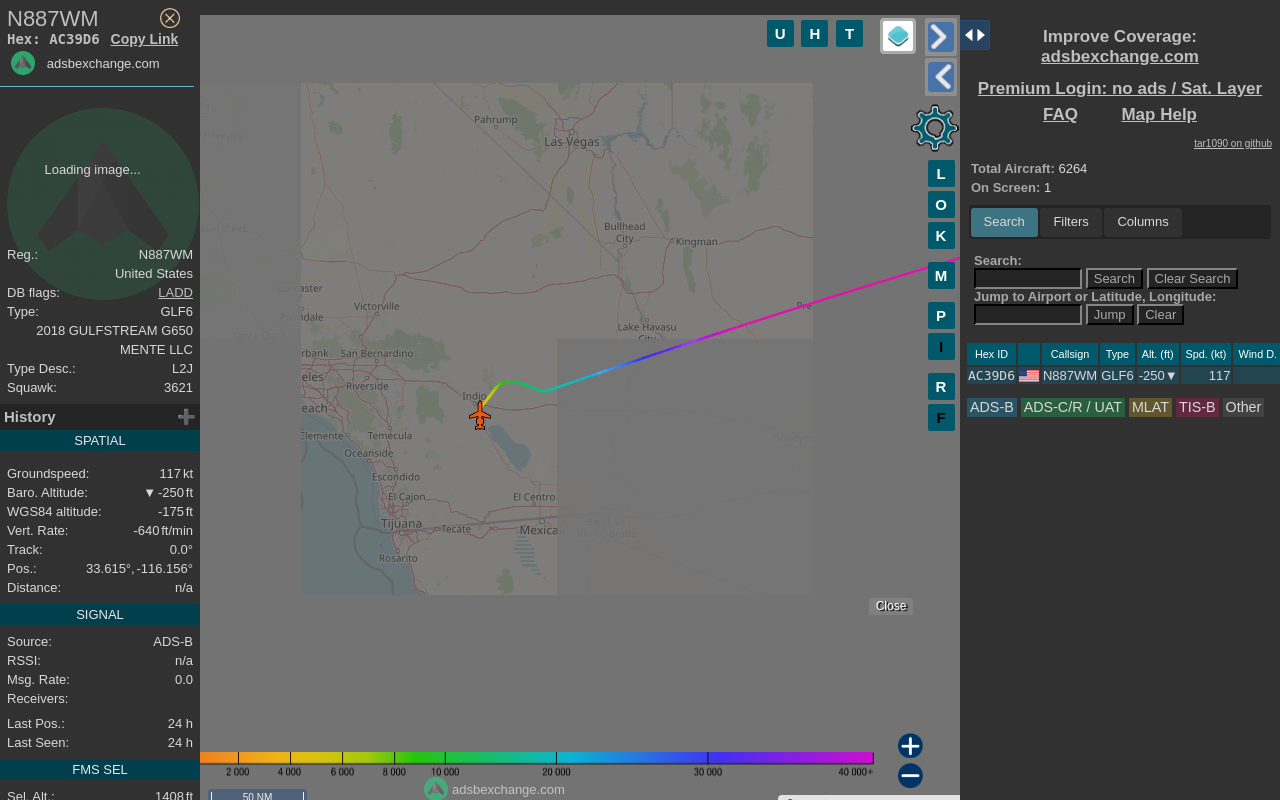 N887WM
Hex: AC39D6 Copy Link
adsbexchange.com
Loading image...
Reg.: N887WM
United States
DB flags: LADD
Type: GLF6
2018 GULFSTREAM G650
MENTE LLC
Type Desc.: L2J
Squawk: 3621
History
SPATIAL
Groundspeed: 117 kt
Baro. Altitude: ▼ -250 ft
WGS84 altitude: -175 ft
Vert. Rate: -640 ft/min
Track: 0.0°
Pos.: 33.615°, -116.156°
Distance: n/a
SIGNAL
Source: ADS-B
RSSI: n/a
Msg. Rate: 0.0
Receivers:
Last Pos.: 24 h
Last Seen: 24 h
FMS SEL
Sel. Alt.: 1408 ft
U H T
L
O
K
M
P
I
R
F
Pahrump
Las Vegas
Bullhead
City
Kingman
Victorville
Lake Havasu
City
Pre
rbank San Bernardino
eles
Riverside
Indio
each
Clemente
Temecula
Oceanside
Escondido
El Cajon
El Centro
Tijuana
Tecate
Mexica
Rosarito
Close
2 000 4 000 6 000 8 000 10 000 20 000 30 000 40 000+
adsbexchange.com
50 NM
Improve Coverage:
adsbexchange.com
Premium Login: no ads / Sat. Layer
FAQ Map Help
tar1090 on github
Total Aircraft: 6264
On Screen: 1
Search Filters Columns
Search:
Search Clear Search
Jump to Airport or Latitude, Longitude:
Jump Clear
Hex ID Callsign Type Alt. (ft) Spd. (kt) Wind D.
AC39D6 N887WM GLF6 -250▼ 117
ADS-B ADS-C/R / UAT MLAT TIS-B Other